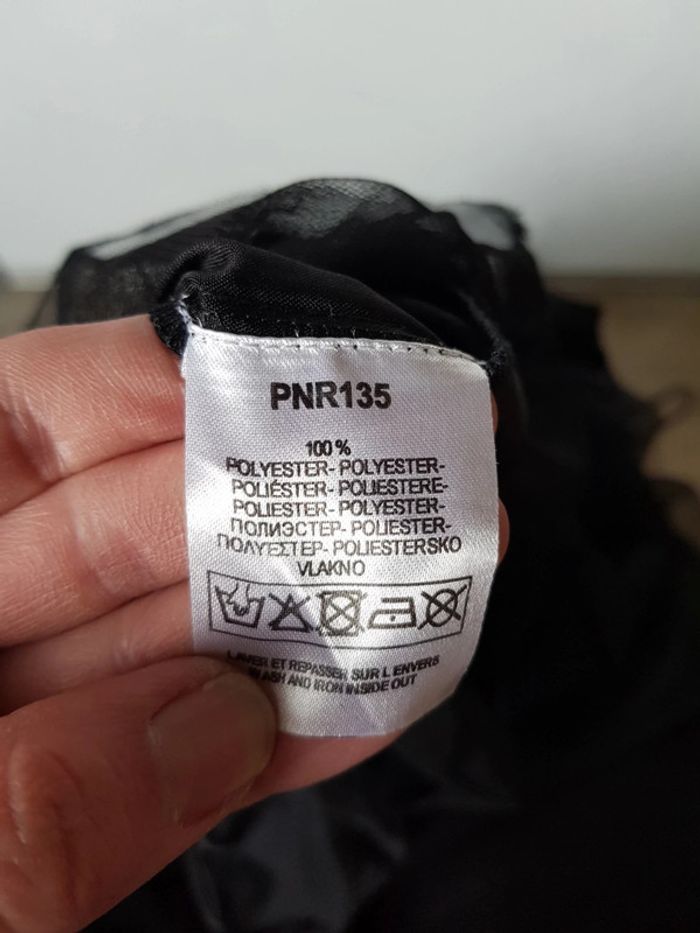 PNR135
100%
POLYESTER- POLYESTER-
POLIÉSTER- POLIESTERE-
POLIESTER- POLYESTER-
ПОЛИЭСТЕР- POLIESTER-
ΠΟΛΥΕΣΤΕΡ- POLIESTERSKO
VLAKNO
LAVER ET REPASSER SUR L ENVERS
WASH AND IRON INSIDE OUT